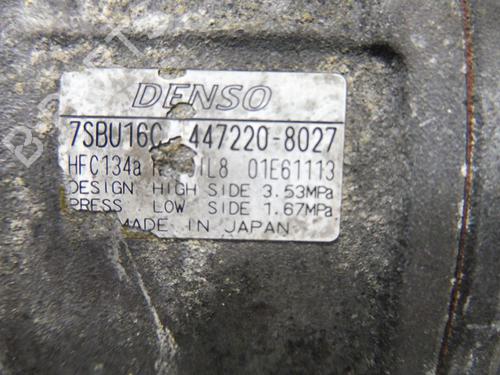 DENSO
7SBU16C 447220-8027
HFC134a 01E61113
DESIGN HIGH SIDE 3.53MPa
PRESS LOW SIDE 1.67MPa
MADE IN JAPAN